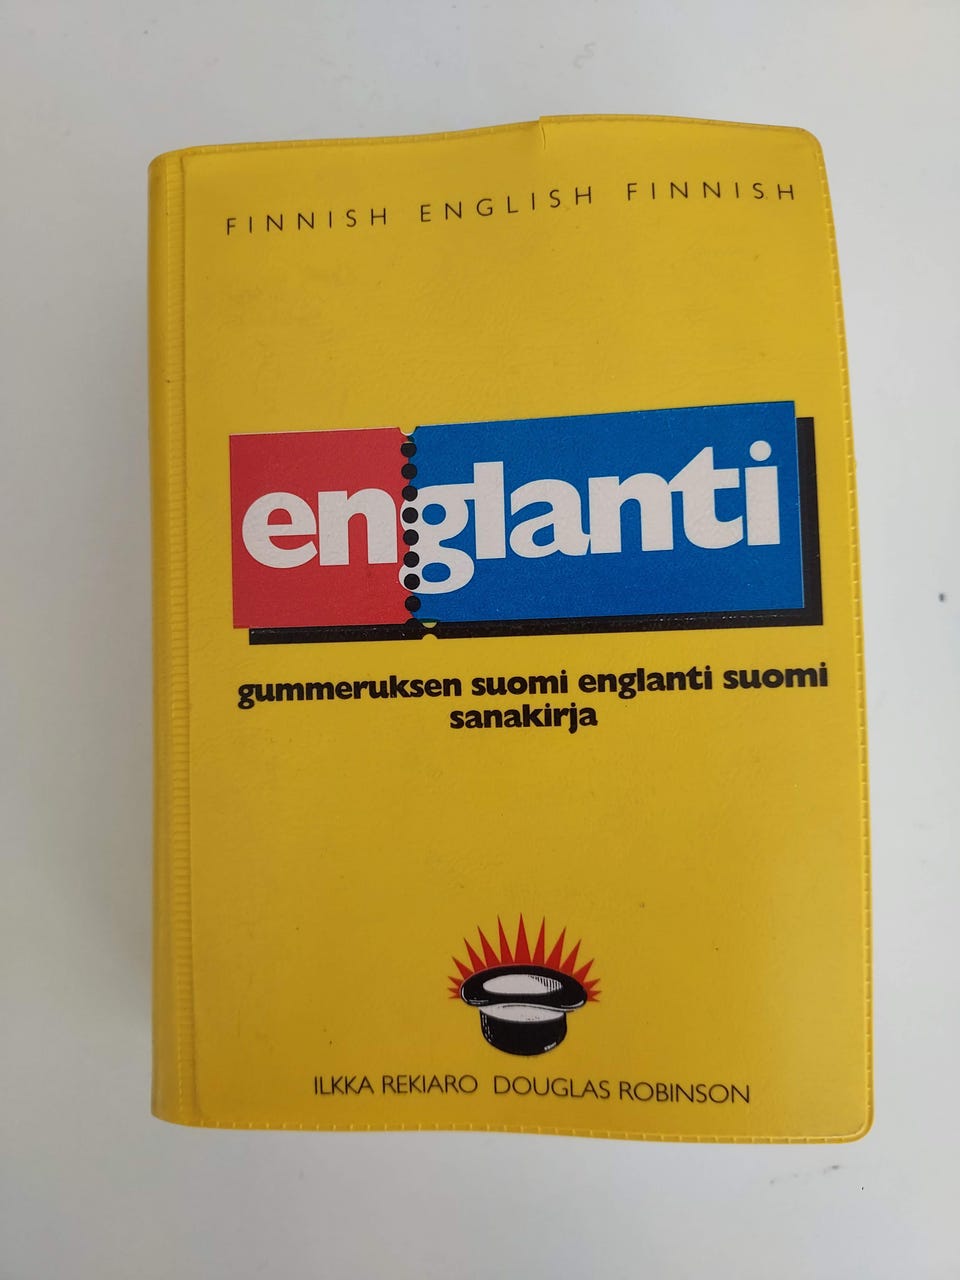 FINNISH ENGLISH FINNISH
englanti
gummeruksen suomi englanti suomi
sanakirja
ILKKA REKIARO DOUGLAS ROBINSON